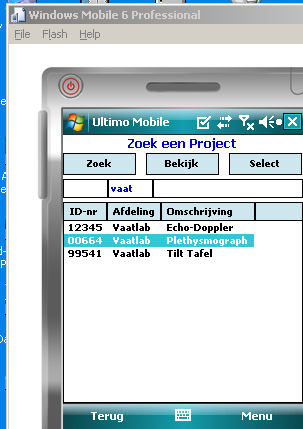 Windows Mobile 6 Professional
File Flash Help
Ultimo Mobile
Zoek een Project
Zoek Bekijk Select
vaat
ID-nr Afdeling Omschrijving
12345 Vaatlab Echo-Doppler
00664 Vaatlab Plethysmograph
99541 Vaatlab Tilt Tafel
Terug Menu